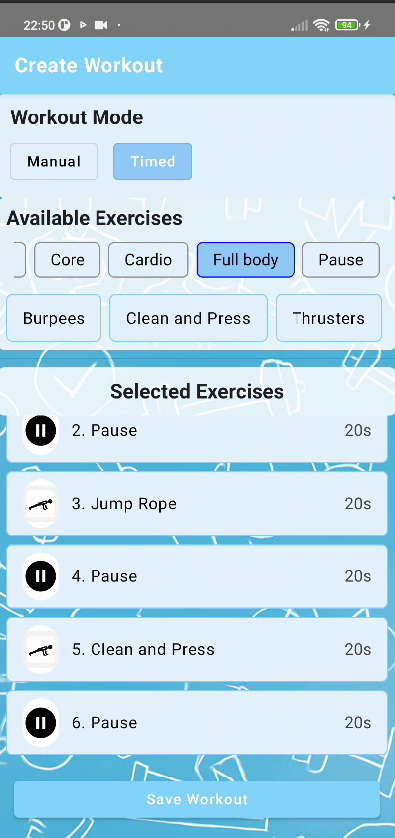 22:50
94
Create Workout
Workout Mode
Manual Timed
Available Exercises
Core Cardio Full body Pause
Burpees Clean and Press Thrusters
Selected Exercises
2. Pause 20s
3. Jump Rope 20s
4. Pause 20s
5. Clean and Press 20s
6. Pause 20s
Save Workout